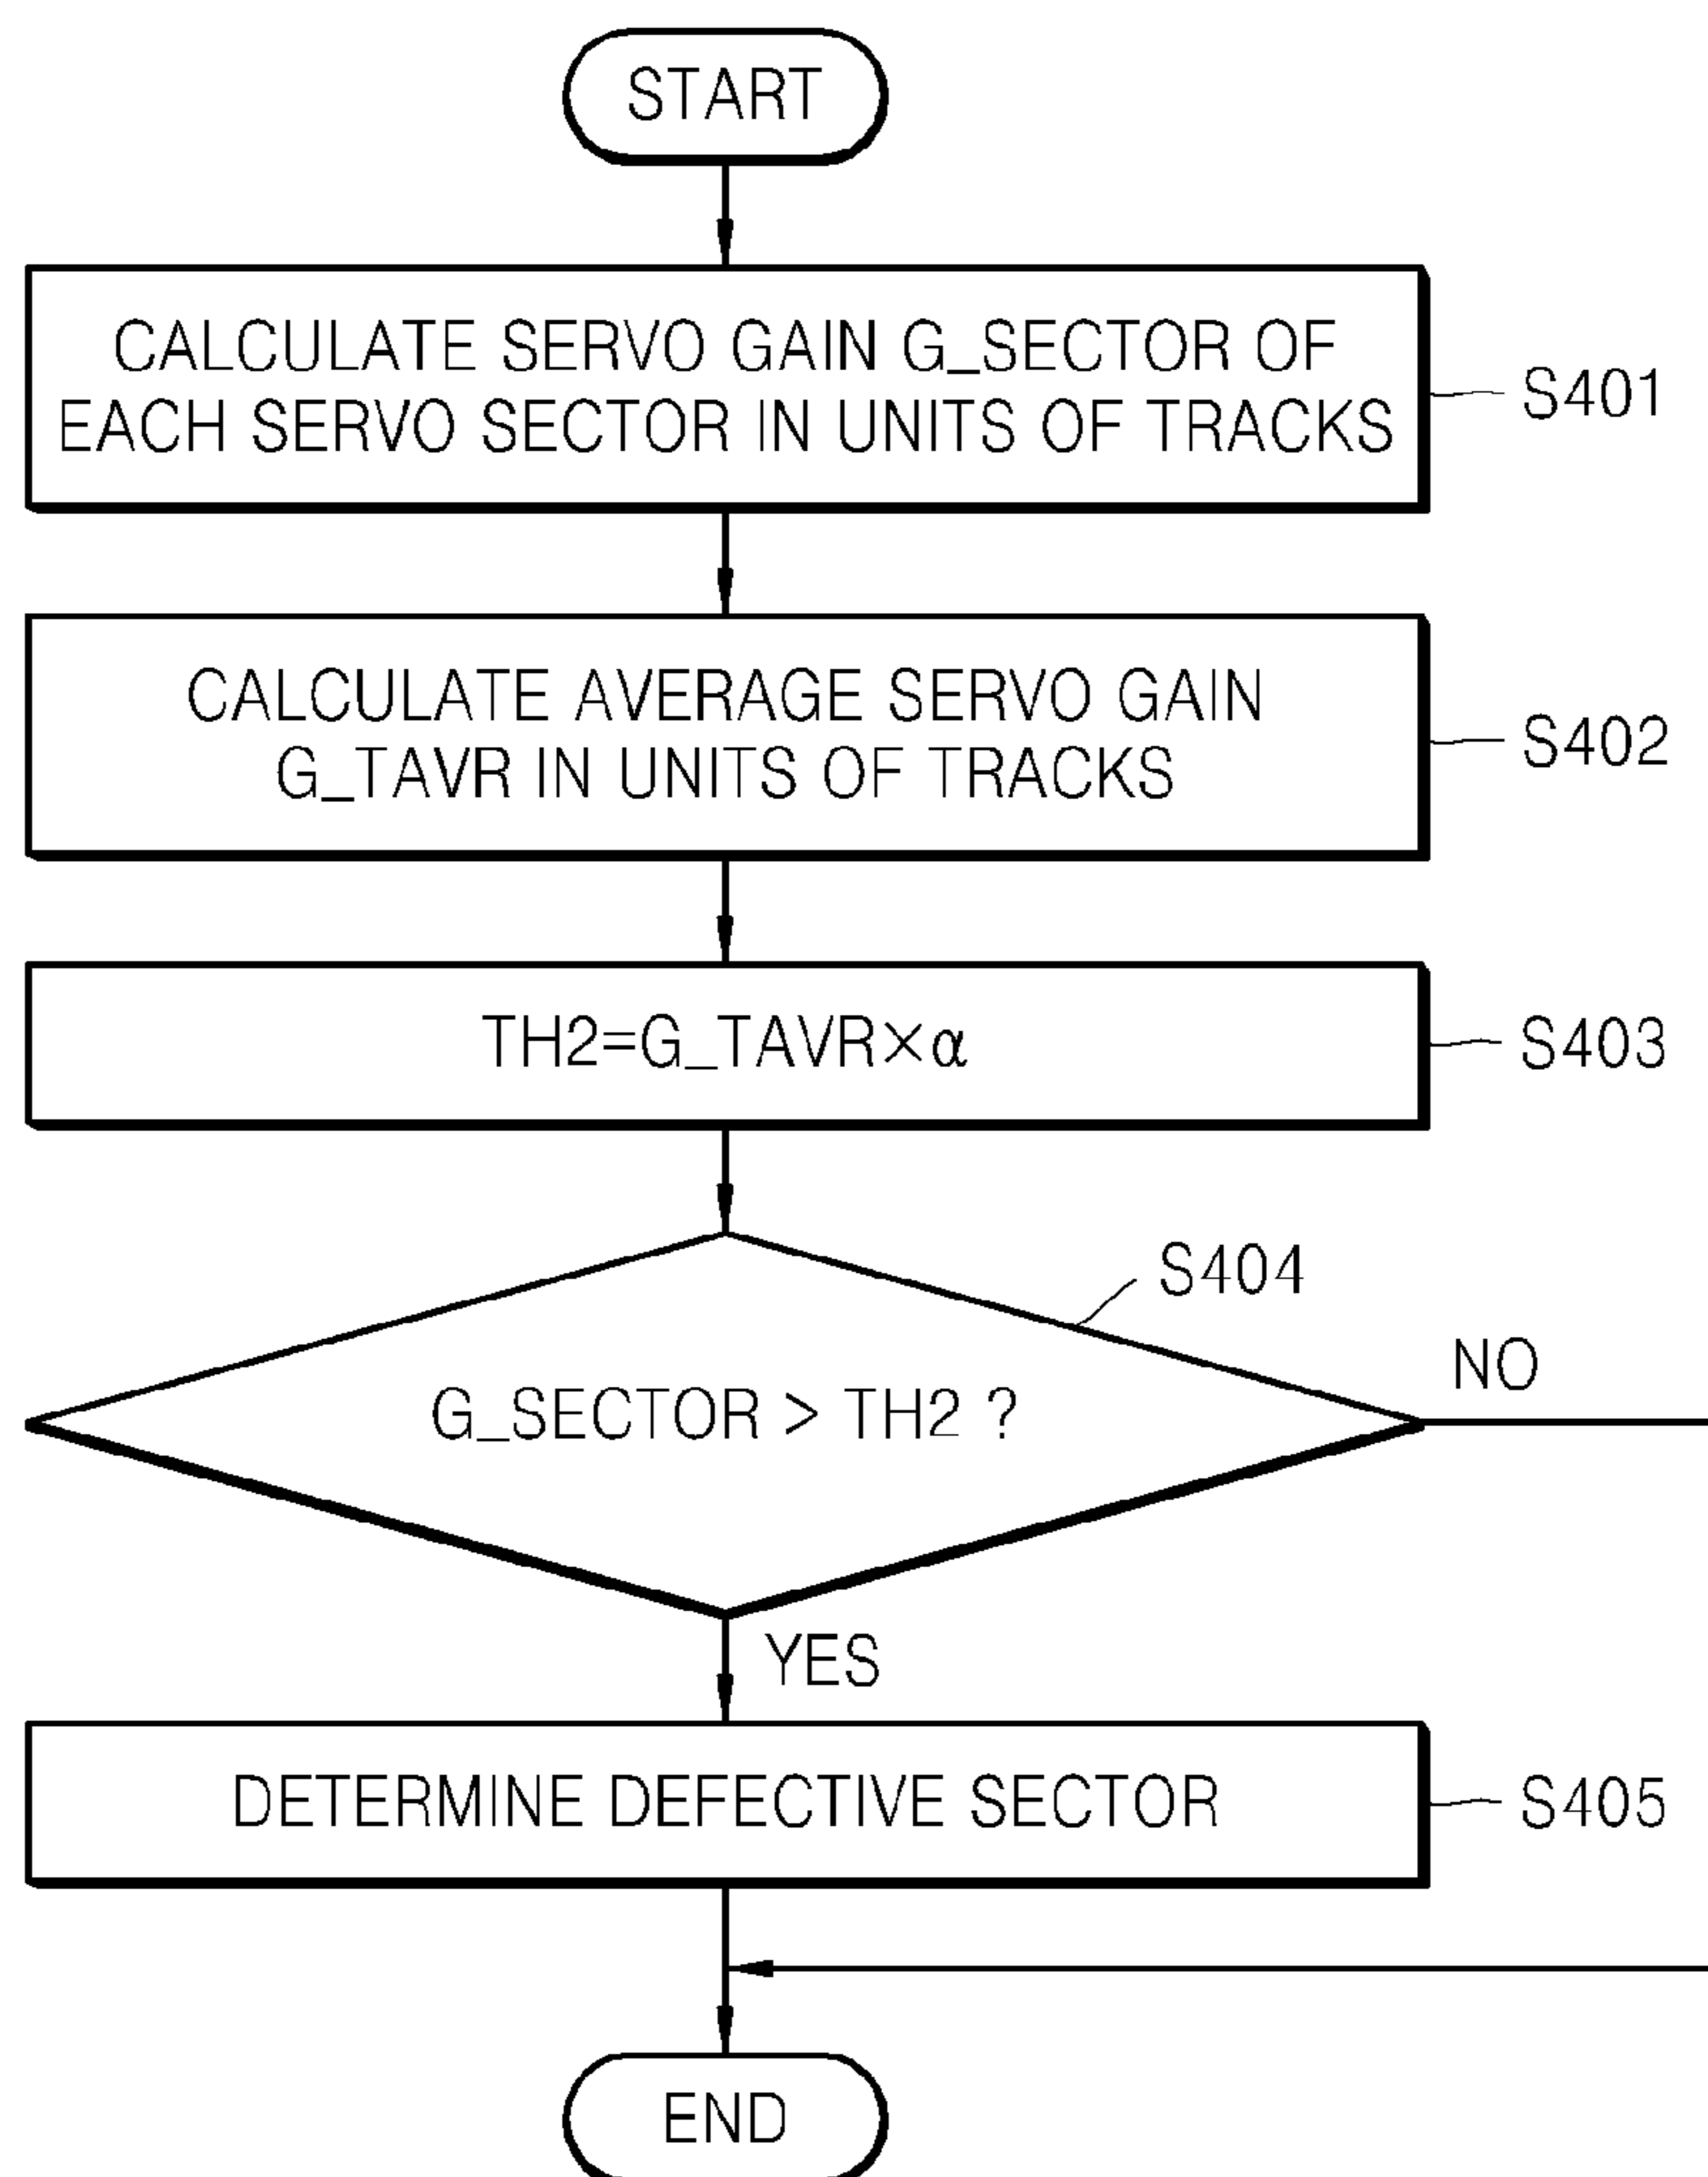 START
CALCULATE SERVO GAIN G_SECTOR OF
EACH SERVO SECTOR IN UNITS OF TRACKS
S401
CALCULATE AVERAGE SERVO GAIN
G_TAVR IN UNITS OF TRACKS
S402
TH2=G_TAVR×α
S403
S404
NO
G_SECTOR > TH2 ?
YES
DETERMINE DEFECTIVE SECTOR
S405
END